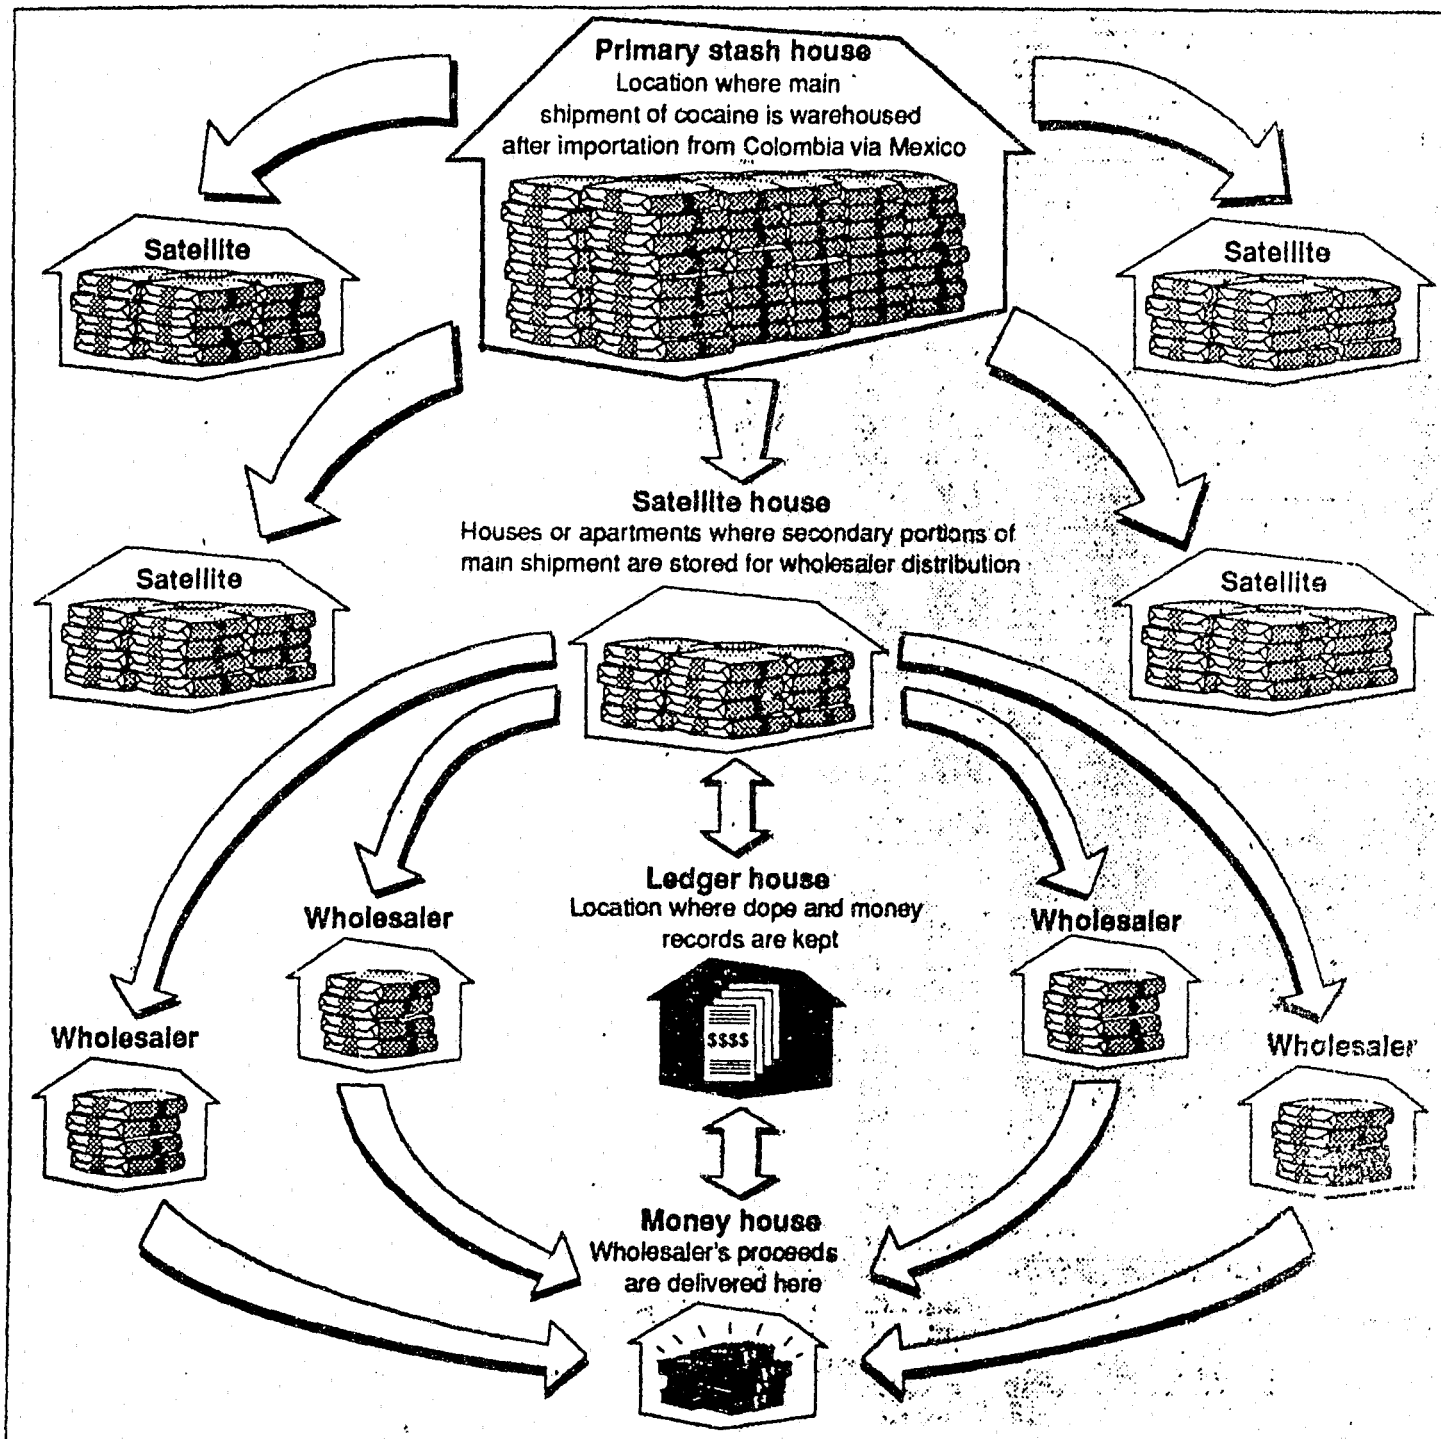 Primary stash house
Location where main
shipment of cocaine is warehoused
after importation from Colombia via Mexico
Satellite
Satellite
Satellite house
Houses or apartments where secondary portions of
main shipment are stored for wholesaler distribution
Satellite
Satellite
Ledger house
Location where dope and money
records are kept
Wholesaler
Wholesaler
$$$$
Wholesaler
Wholesaler
Money house
Wholesaler's proceeds
are delivered here